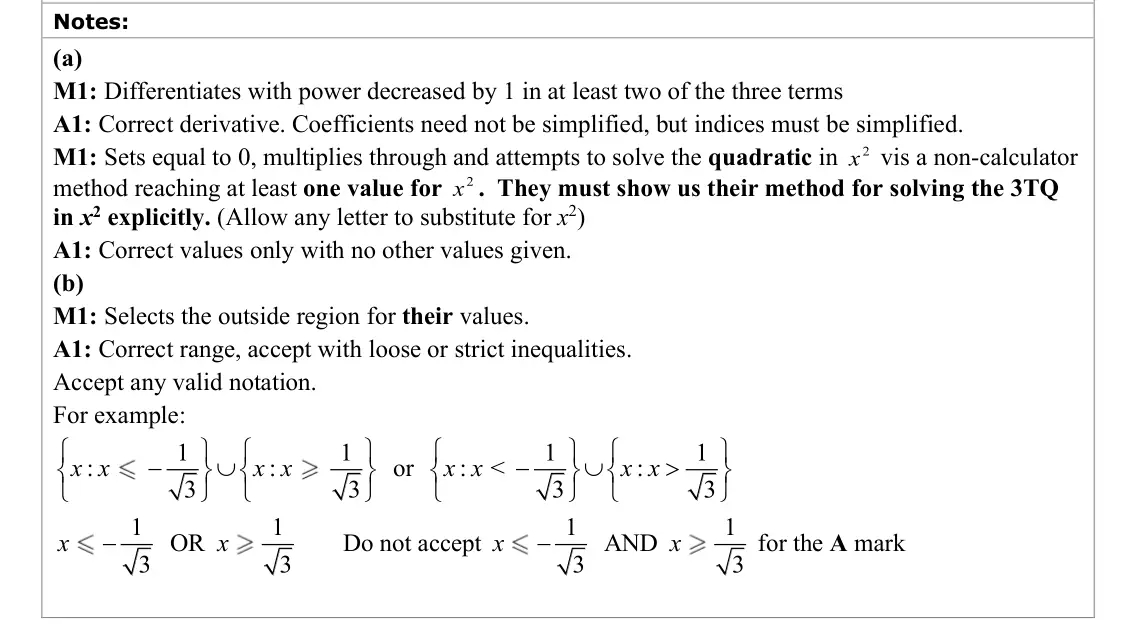 Notes:
(a)
M1: Differentiates with power decreased by 1 in at least two of the three terms
A1: Correct derivative. Coefficients need not be simplified, but indices must be simplified.
M1: Sets equal to 0, multiplies through and attempts to solve the quadratic in x² vis a non-calculator
method reaching at least one value for x². They must show us their method for solving the 3TQ
in x² explicitly. (Allow any letter to substitute for x²)
A1: Correct values only with no other values given.
(b)
M1: Selects the outside region for their values.
A1: Correct range, accept with loose or strict inequalities.
Accept any valid notation.
For example:
{x : x ⩽ −1/√3} ∪ {x : x ⩾ 1/√3} or {x : x < −1/√3} ∪ {x : x > 1/√3}
x ⩽ −1/√3 OR x ⩾ 1/√3 Do not accept x ⩽ −1/√3 AND x ⩾ 1/√3 for the A mark